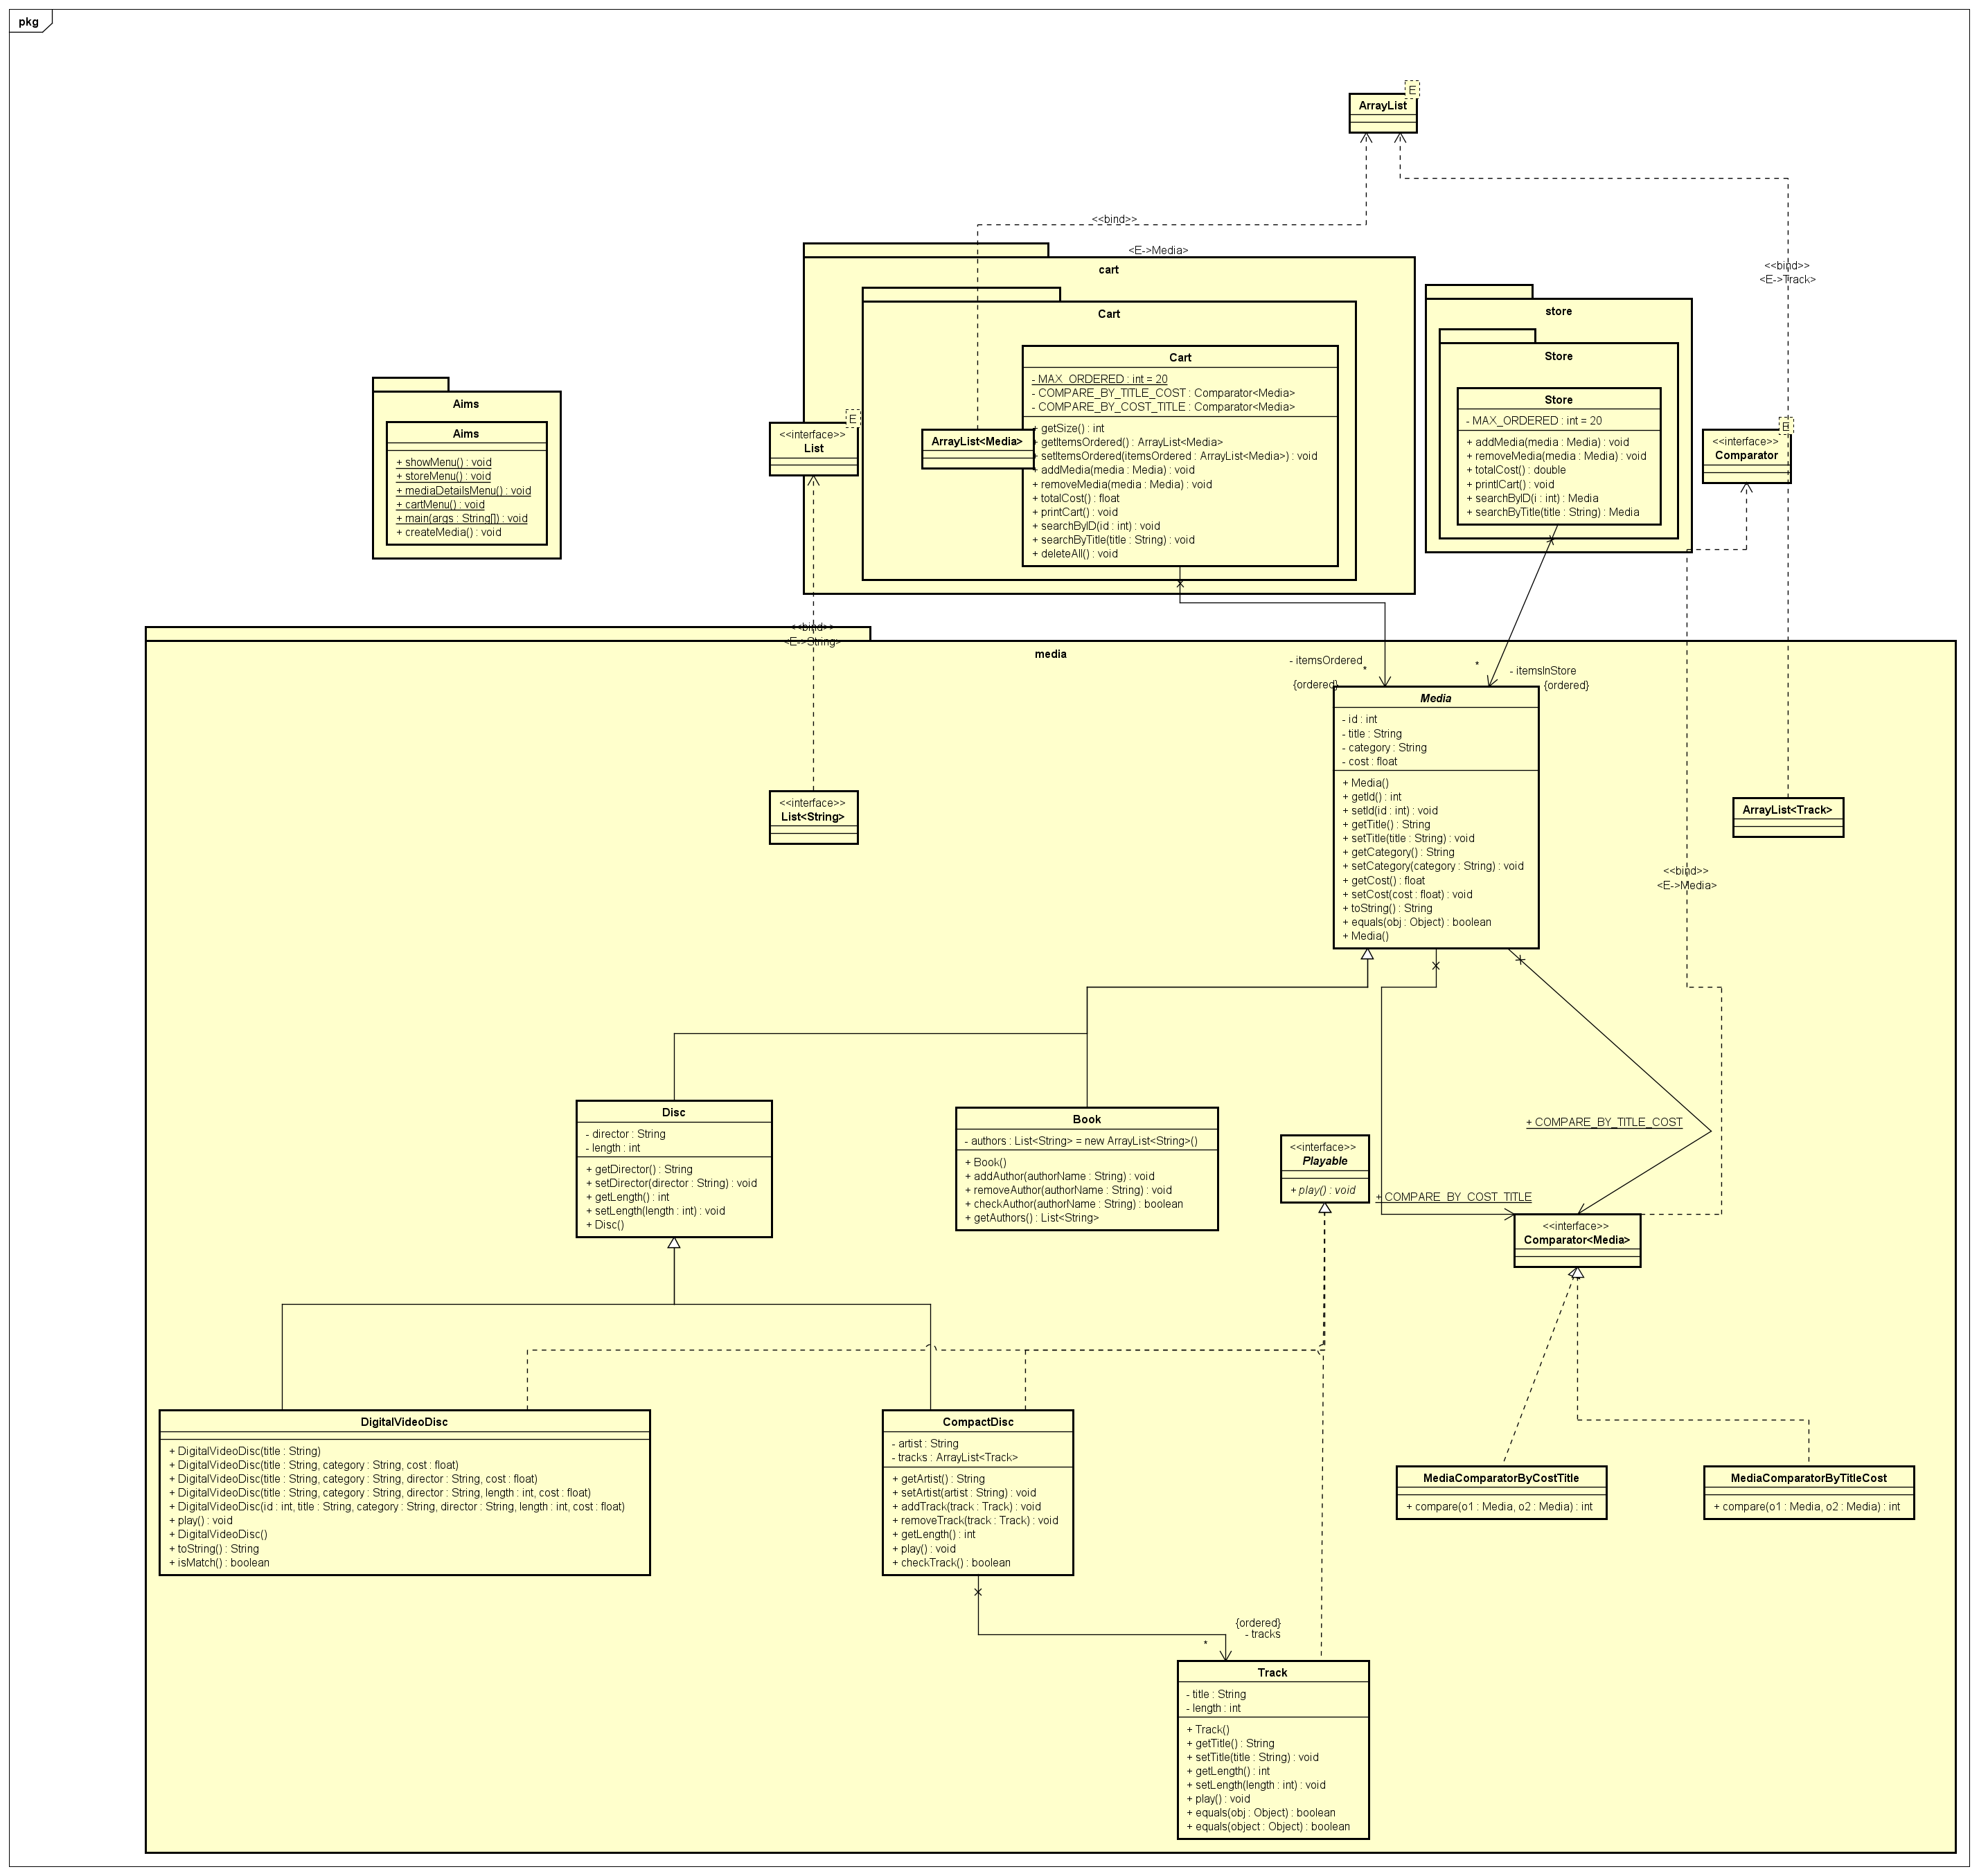 pkg
E
ArrayList
<<bind>>
<E->Media>
<<bind>>
<E->Track>
cart
Cart
Cart
- MAX_ORDERED : int = 20
- COMPARE_BY_TITLE_COST : Comparator<Media>
- COMPARE_BY_COST_TITLE : Comparator<Media>
+ getSize() : int
+ getItemsOrdered() : ArrayList<Media>
+ setItemsOrdered(itemsOrdered : ArrayList<Media>) : void
+ addMedia(media : Media) : void
+ removeMedia(media : Media) : void
+ totalCost() : float
+ printCart() : void
+ searchByID(id : int) : void
+ searchByTitle(title : String) : void
+ deleteAll() : void
ArrayList<Media>
store
Store
Store
- MAX_ORDERED : int = 20
+ addMedia(media : Media) : void
+ removeMedia(media : Media) : void
+ totalCost() : double
+ printlCart() : void
+ searchByID(i : int) : Media
+ searchByTitle(title : String) : Media
Aims
Aims
+ showMenu() : void
+ storeMenu() : void
+ mediaDetailsMenu() : void
+ cartMenu() : void
+ main(args : String[]) : void
+ createMedia() : void
E
<<interface>>
List
E
<<interface>>
Comparator
<<bind>>
<E->String>
media
- itemsOrdered
*
{ordered}
*
- itemsInStore
{ordered}
Media
- id : int
- title : String
- category : String
- cost : float
+ Media()
+ getId() : int
+ setId(id : int) : void
+ getTitle() : String
+ setTitle(title : String) : void
+ getCategory() : String
+ setCategory(category : String) : void
+ getCost() : float
+ setCost(cost : float) : void
+ toString() : String
+ equals(obj : Object) : boolean
+ Media()
<<interface>>
List<String>
ArrayList<Track>
<<bind>>
<E->Media>
Disc
- director : String
- length : int
+ getDirector() : String
+ setDirector(director : String) : void
+ getLength() : int
+ setLength(length : int) : void
+ Disc()
Book
- authors : List<String> = new ArrayList<String>()
+ Book()
+ addAuthor(authorName : String) : void
+ removeAuthor(authorName : String) : void
+ checkAuthor(authorName : String) : boolean
+ getAuthors() : List<String>
<<interface>>
Playable
+ play() : void
+ COMPARE_BY_TITLE_COST
+ COMPARE_BY_COST_TITLE
<<interface>>
Comparator<Media>
DigitalVideoDisc
+ DigitalVideoDisc(title : String)
+ DigitalVideoDisc(title : String, category : String, cost : float)
+ DigitalVideoDisc(title : String, category : String, director : String, cost : float)
+ DigitalVideoDisc(title : String, category : String, director : String, length : int, cost : float)
+ DigitalVideoDisc(id : int, title : String, category : String, director : String, length : int, cost : float)
+ play() : void
+ DigitalVideoDisc()
+ toString() : String
+ isMatch() : boolean
CompactDisc
- artist : String
- tracks : ArrayList<Track>
+ getArtist() : String
+ setArtist(artist : String) : void
+ addTrack(track : Track) : void
+ removeTrack(track : Track) : void
+ getLength() : int
+ play() : void
+ checkTrack() : boolean
MediaComparatorByCostTitle
+ compare(o1 : Media, o2 : Media) : int
MediaComparatorByTitleCost
+ compare(o1 : Media, o2 : Media) : int
{ordered}
- tracks
*
Track
- title : String
- length : int
+ Track()
+ getTitle() : String
+ setTitle(title : String) : void
+ getLength() : int
+ setLength(length : int) : void
+ play() : void
+ equals(obj : Object) : boolean
+ equals(object : Object) : boolean